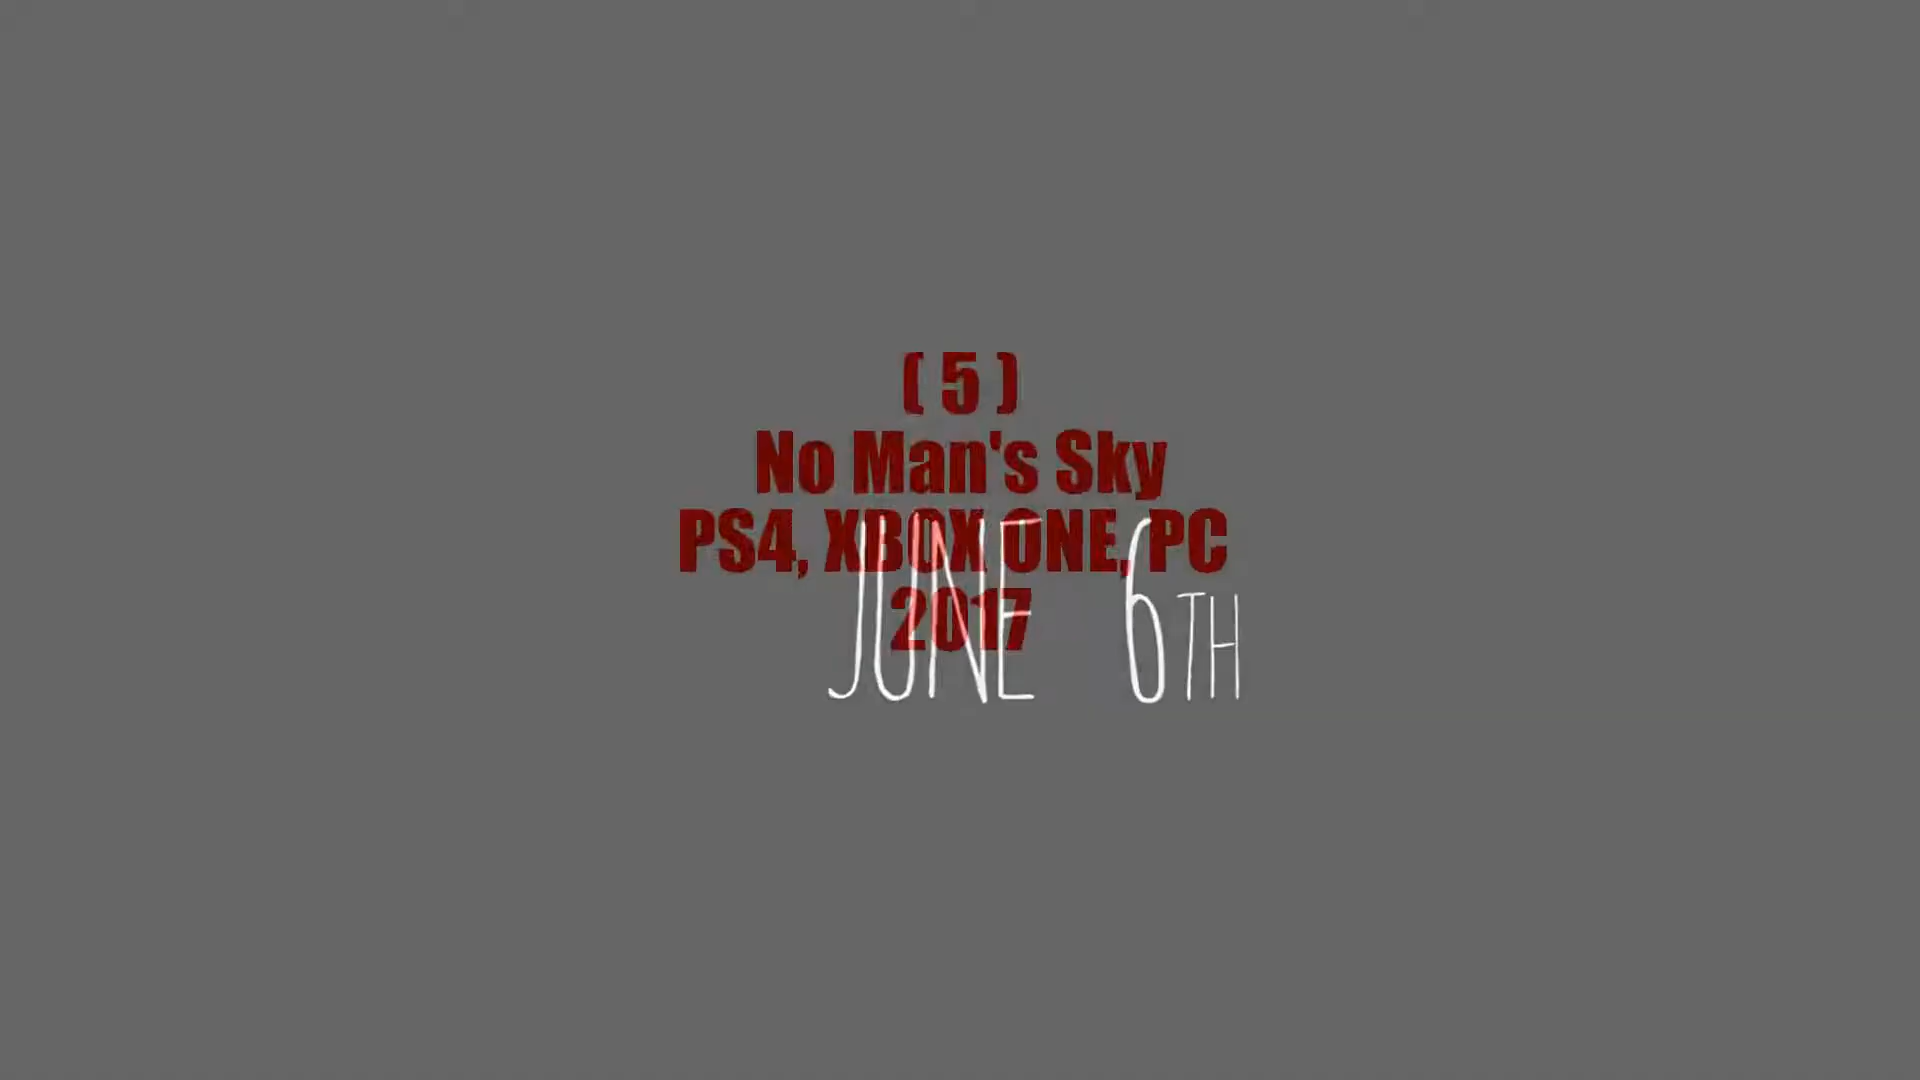 ( 5 )
No Man's Sky
PS4, XBOX ONE, PC
2017
JUNE 6TH